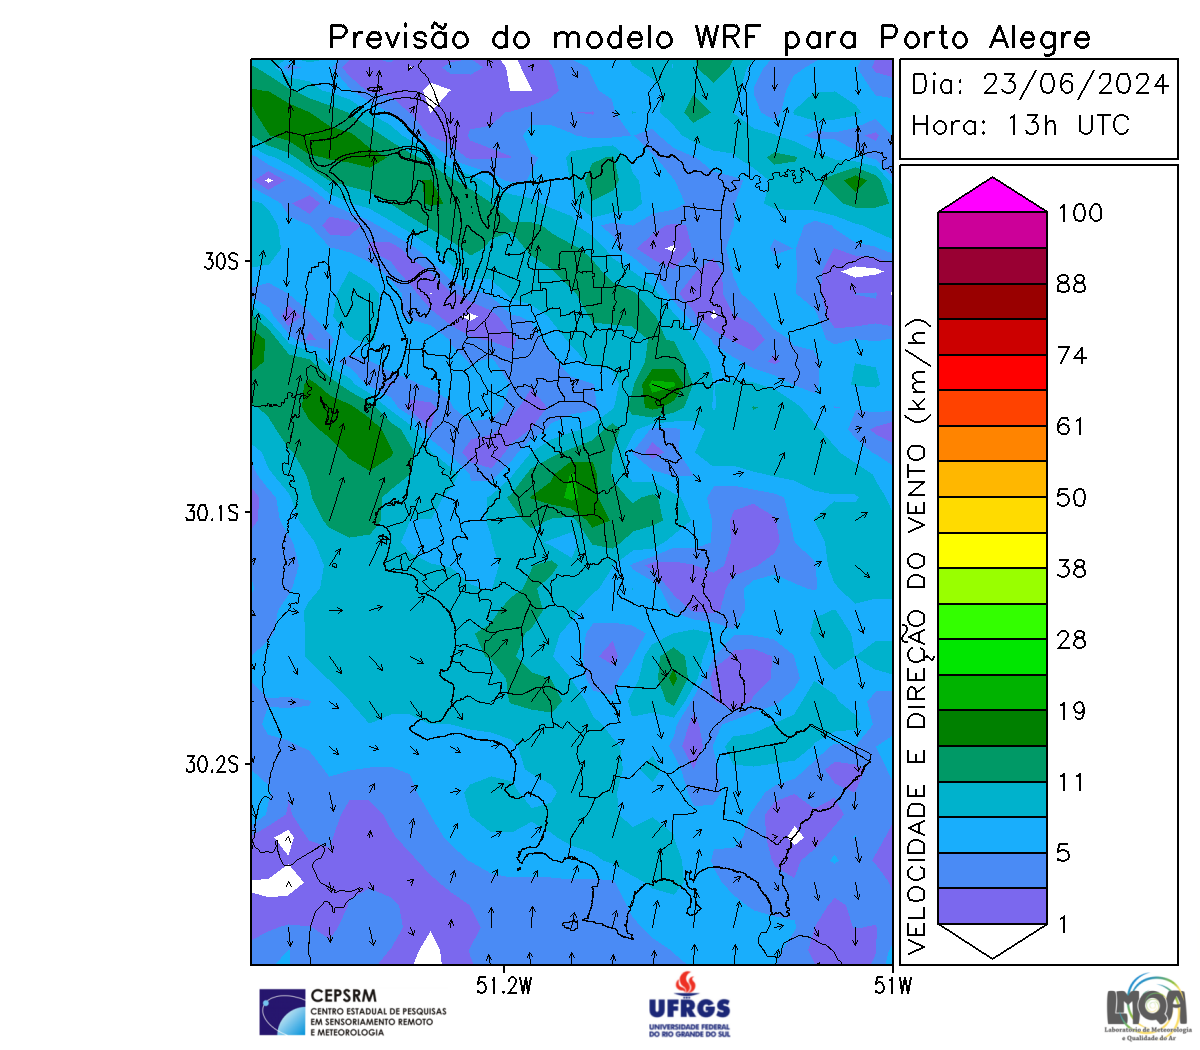 Previsão do modelo WRF para Porto Alegre
Dia: 23/06/2024
Hora: 13h UTC
30S
30.1S
30.2S
51.2W
51W
VELOCIDADE E DIREÇÃO DO VENTO (km/h)
100
88
74
61
50
38
28
19
11
5
1
CEPSRM
CENTRO ESTADUAL DE PESQUISAS
EM SENSORIAMENTO REMOTO
E METEOROLOGIA
UFRGS
UNIVERSIDADE FEDERAL
DO RIO GRANDE DO SUL
LMQA
Laboratório de Meteorologia
e Qualidade do Ar